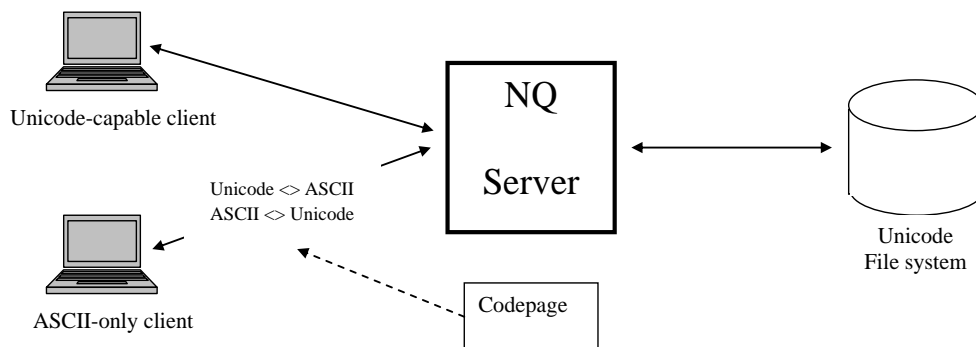 NQ
Server
Unicode-capable client
Unicode <> ASCII
ASCII <> Unicode
Unicode
File system
Codepage
ASCII-only client